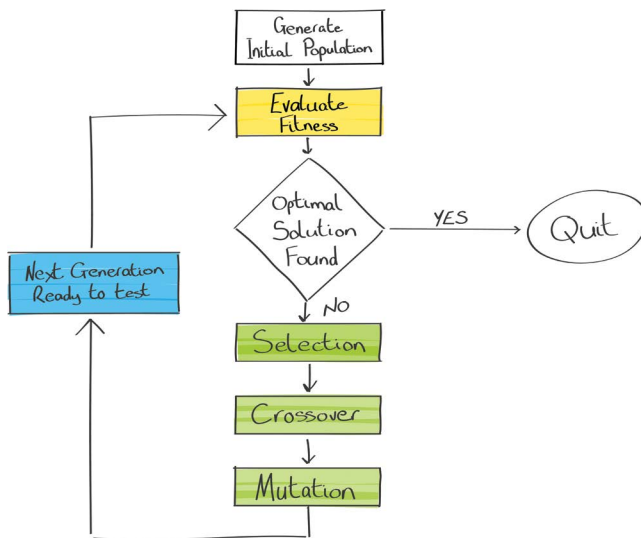 Generate
Initial Population
Evaluate
Fitness
Optimal
Solution
Found
YES
Quit
NO
Next Generation
Ready to test
Selection
Crossover
Mutation